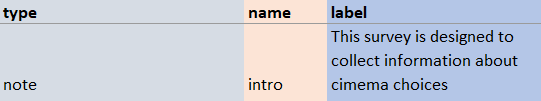 type name label
This survey is designed to
collect information about
note intro cimema choices